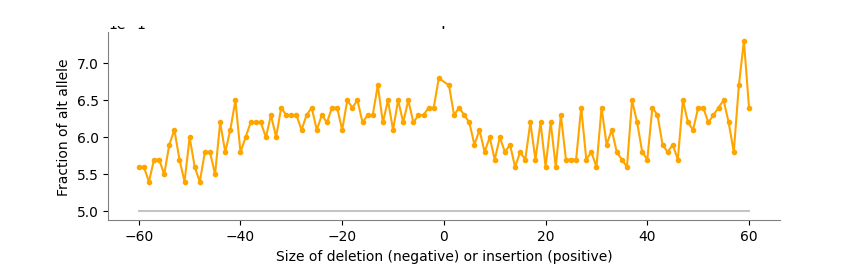 7.0
6.5
6.0
5.5
5.0
Fraction of alt allele
−60 −40 −20 0 20 40 60
Size of deletion (negative) or insertion (positive)